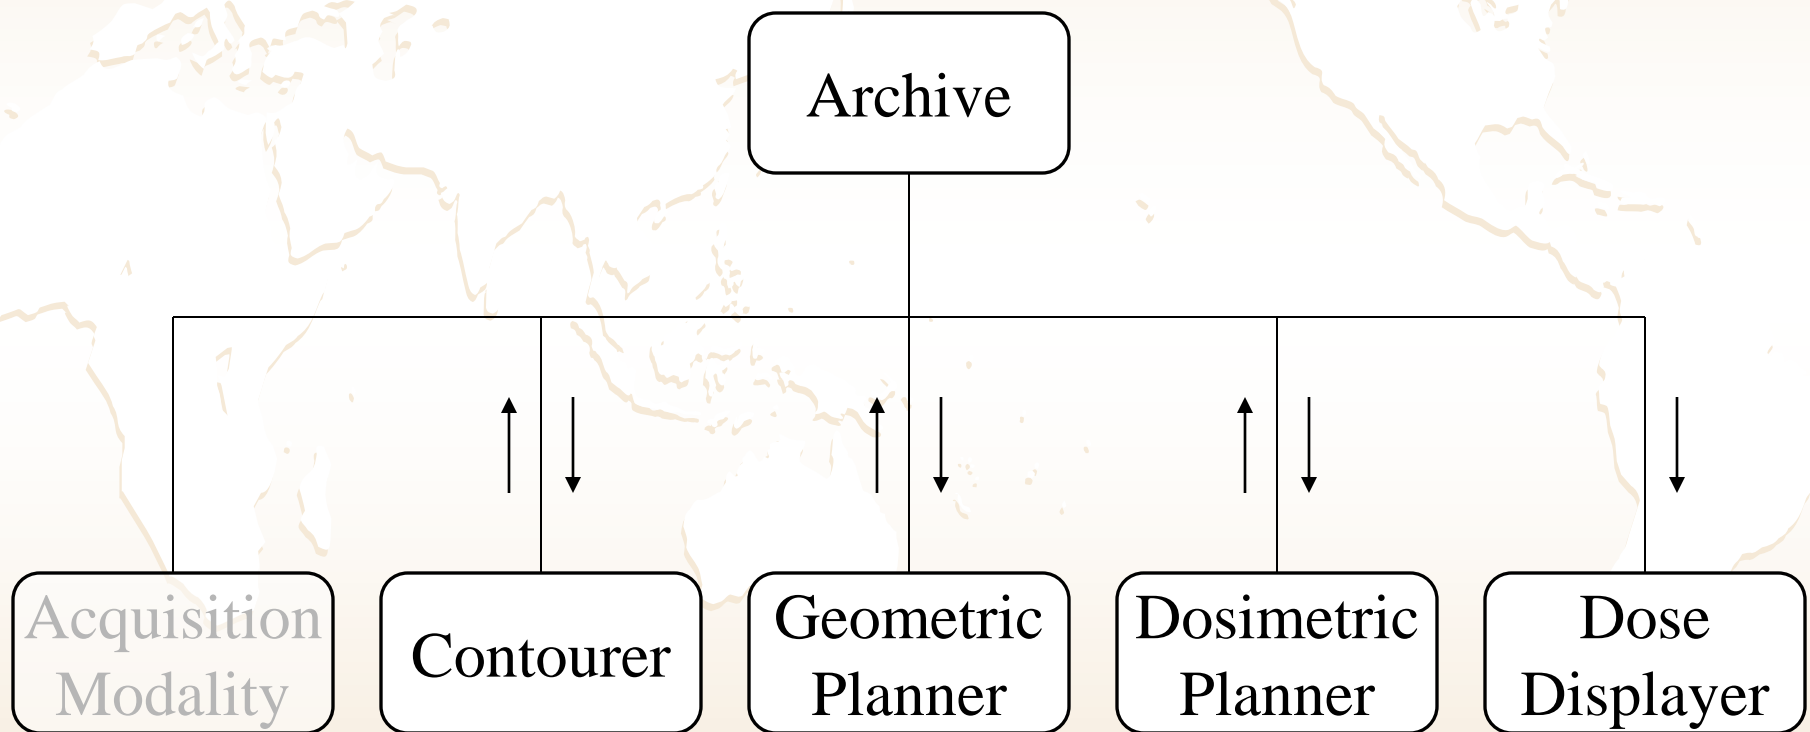 Archive
Acquisition
Modality
Contourer
Geometric
Planner
Dosimetric
Planner
Dose
Displayer